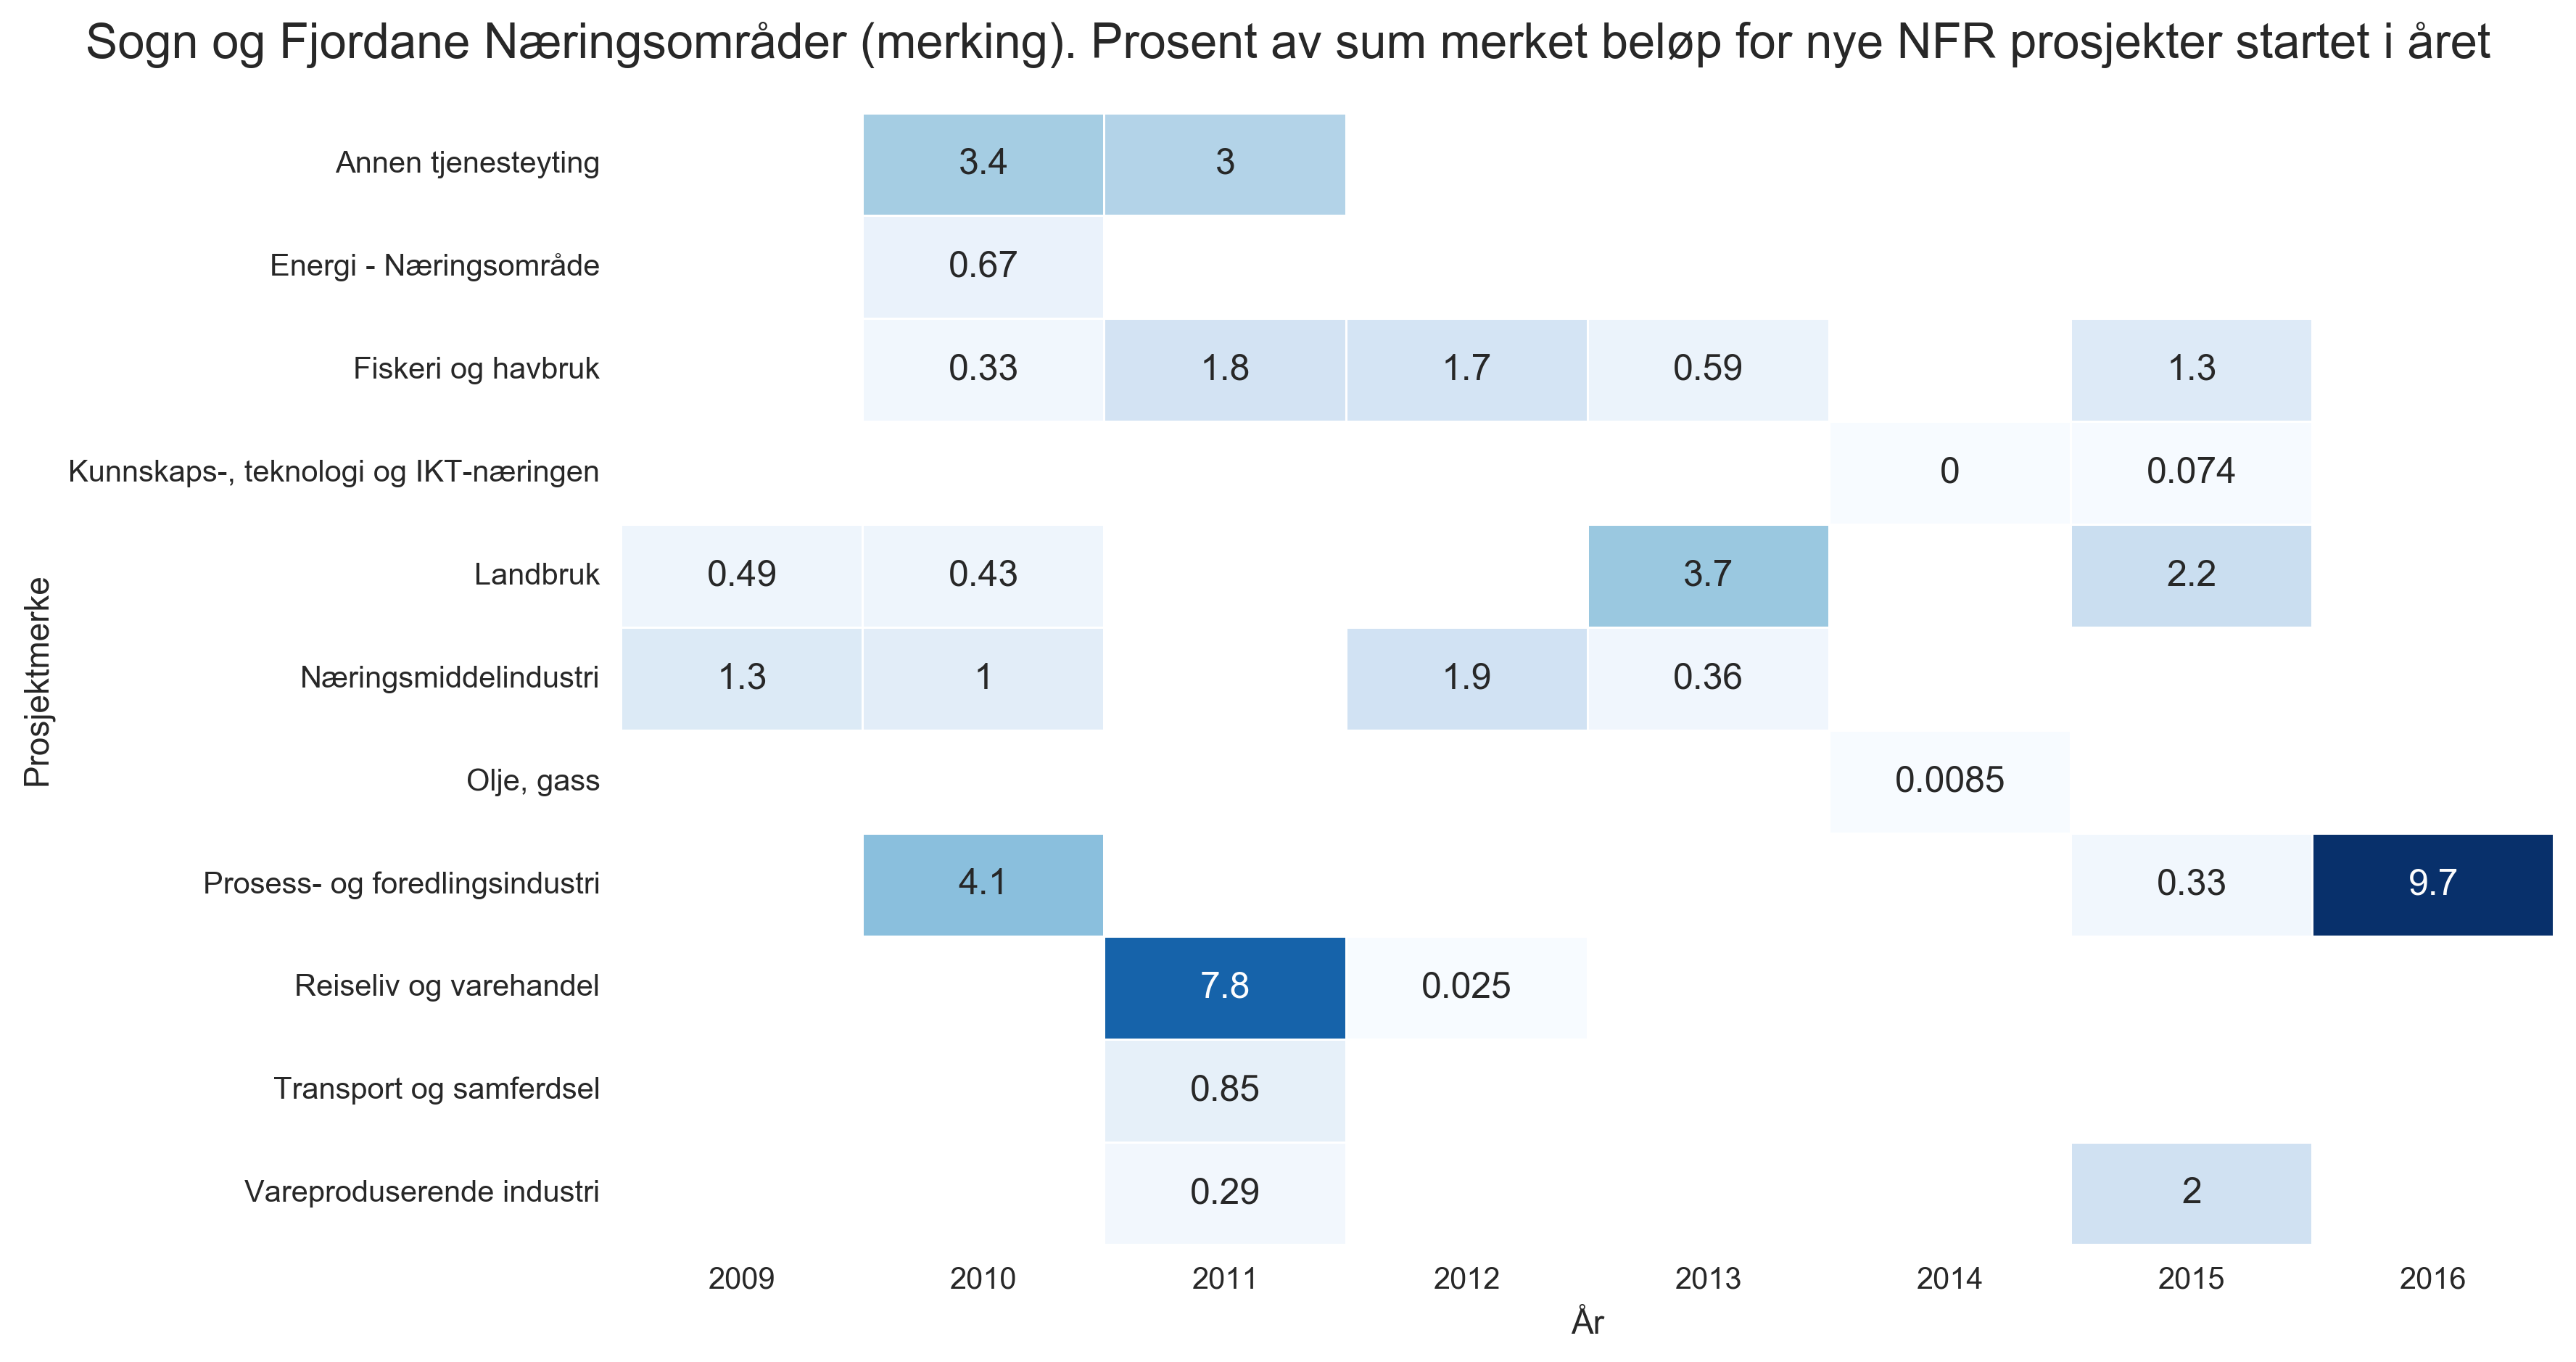 Sogn og Fjordane Næringsområder (merking). Prosent av sum merket beløp for nye NFR prosjekter startet i året
Prosjektmerke
Annen tjenesteyting 3.4 3
Energi - Næringsområde 0.67
Fiskeri og havbruk 0.33 1.8 1.7 0.59 1.3
Kunnskaps-, teknologi og IKT-næringen 0 0.074
Landbruk 0.49 0.43 3.7 2.2
Næringsmiddelindustri 1.3 1 1.9 0.36
Olje, gass 0.0085
Prosess- og foredlingsindustri 4.1 0.33 9.7
Reiseliv og varehandel 7.8 0.025
Transport og samferdsel 0.85
Vareproduserende industri 0.29 2
2009 2010 2011 2012 2013 2014 2015 2016
År